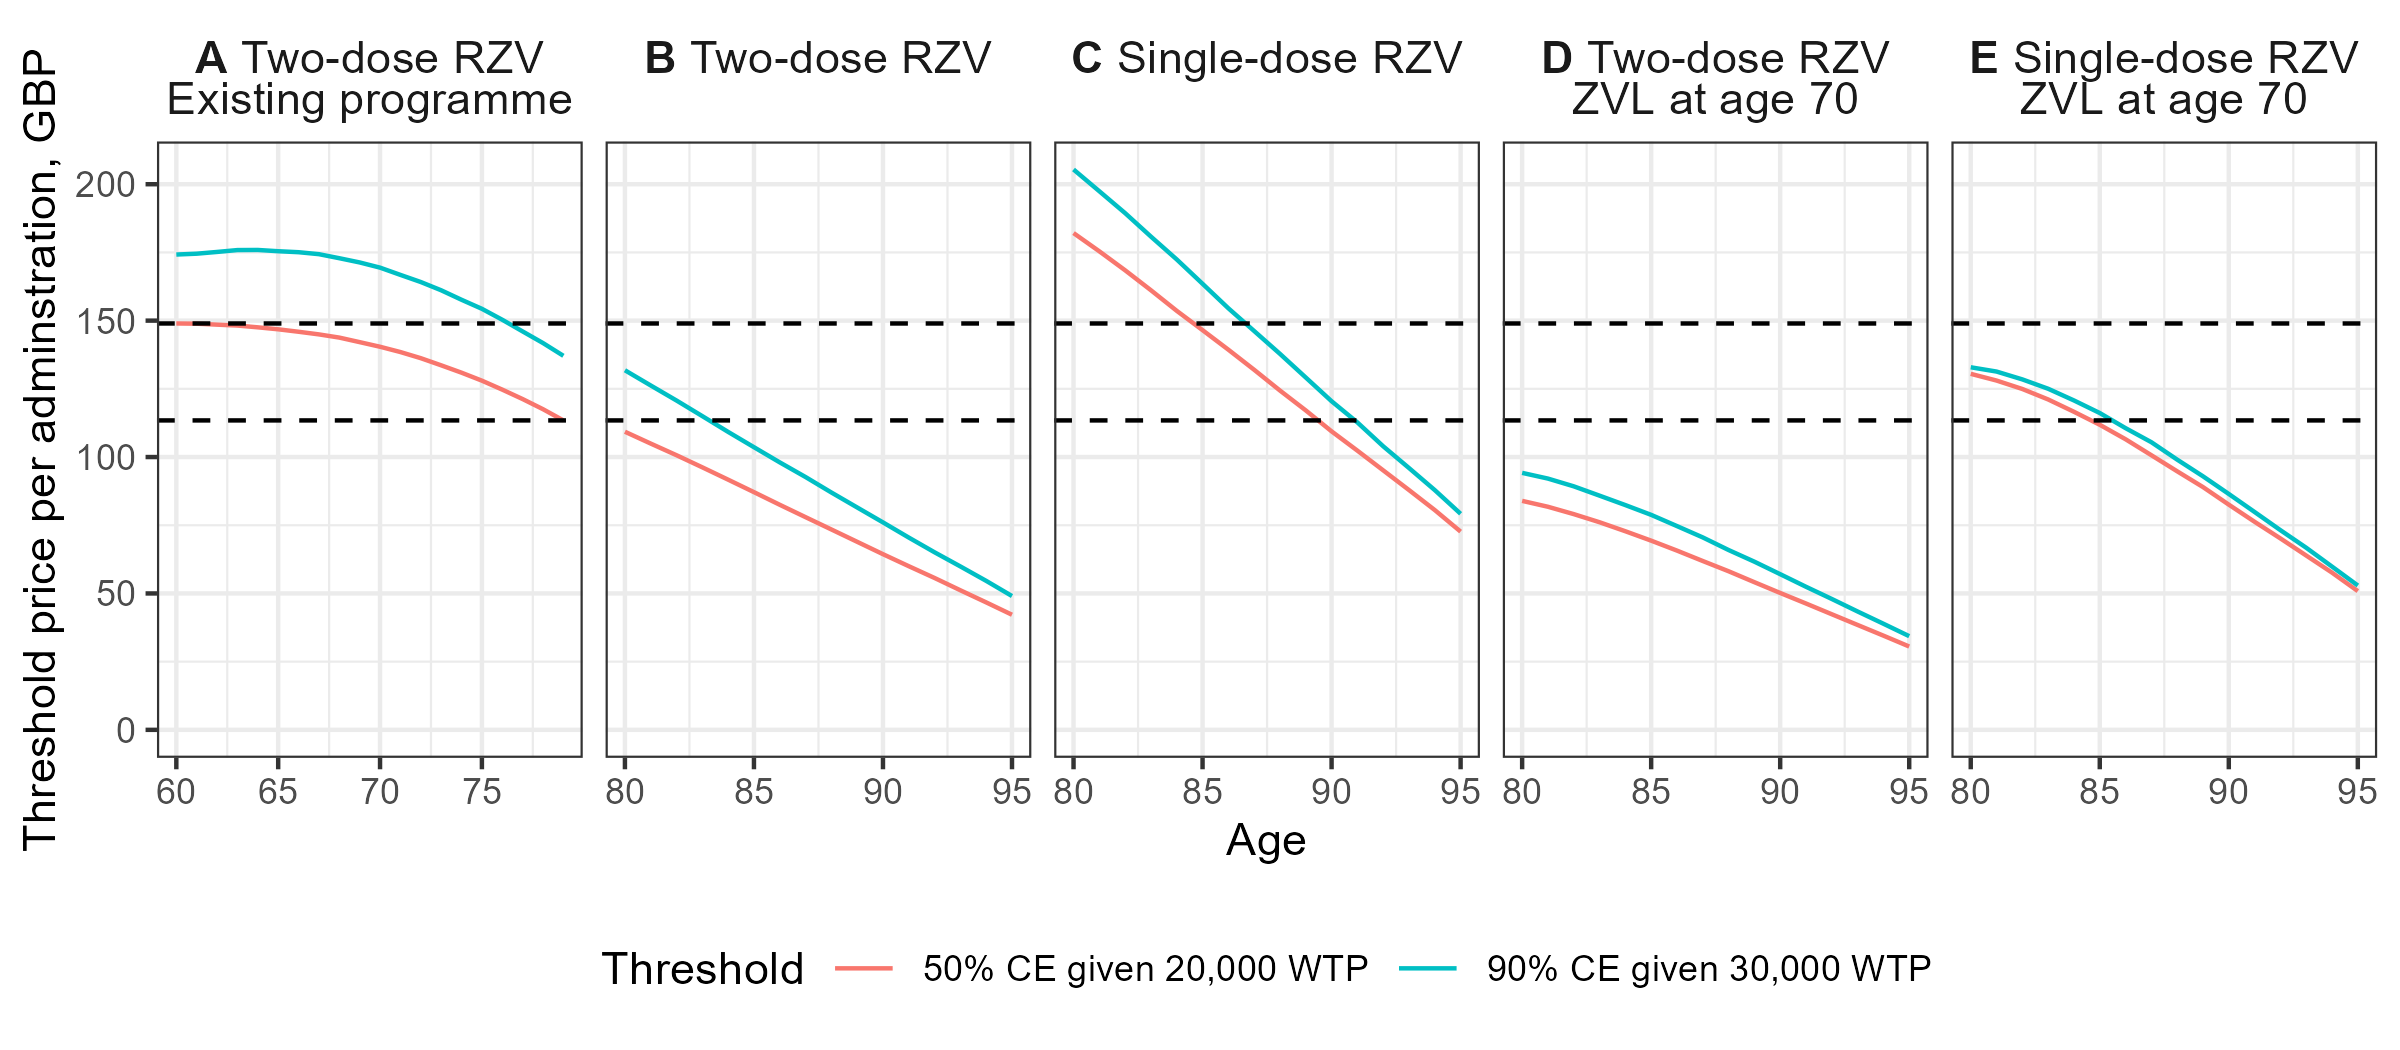 A Two-dose RZV
Existing programme
B Two-dose RZV
C Single-dose RZV
D Two-dose RZV
ZVL at age 70
E Single-dose RZV
ZVL at age 70
Threshold price per adminstration, GBP
200
150
100
50
0
60 65 70 75
80 85 90 95
80 85 90 95
80 85 90 95
80 85 90 95
Age
Threshold 50% CE given 20,000 WTP 90% CE given 30,000 WTP